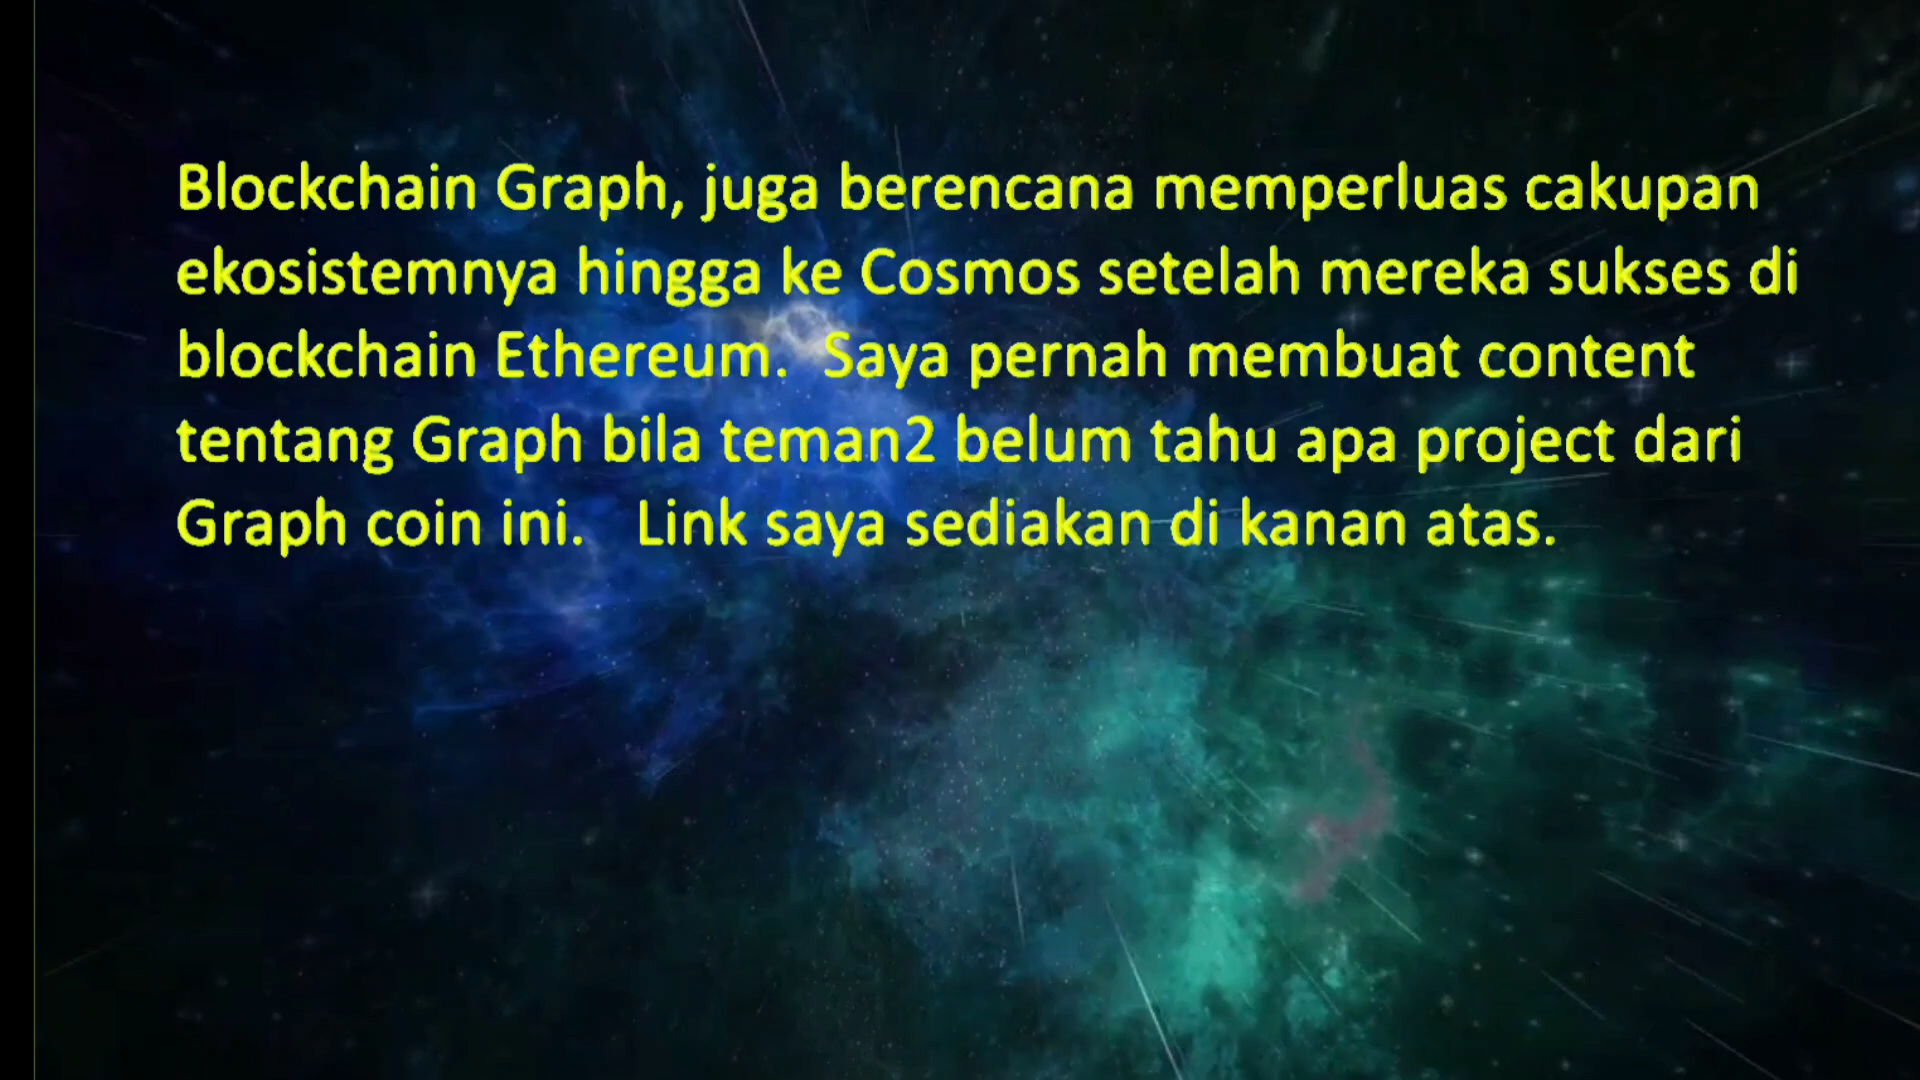 Blockchain Graph, juga berencana memperluas cakupan
ekosistemnya hingga ke Cosmos setelah mereka sukses di
blockchain Ethereum.  Saya pernah membuat content
tentang Graph bila teman2 belum tahu apa project dari
Graph coin ini.   Link saya sediakan di kanan atas.